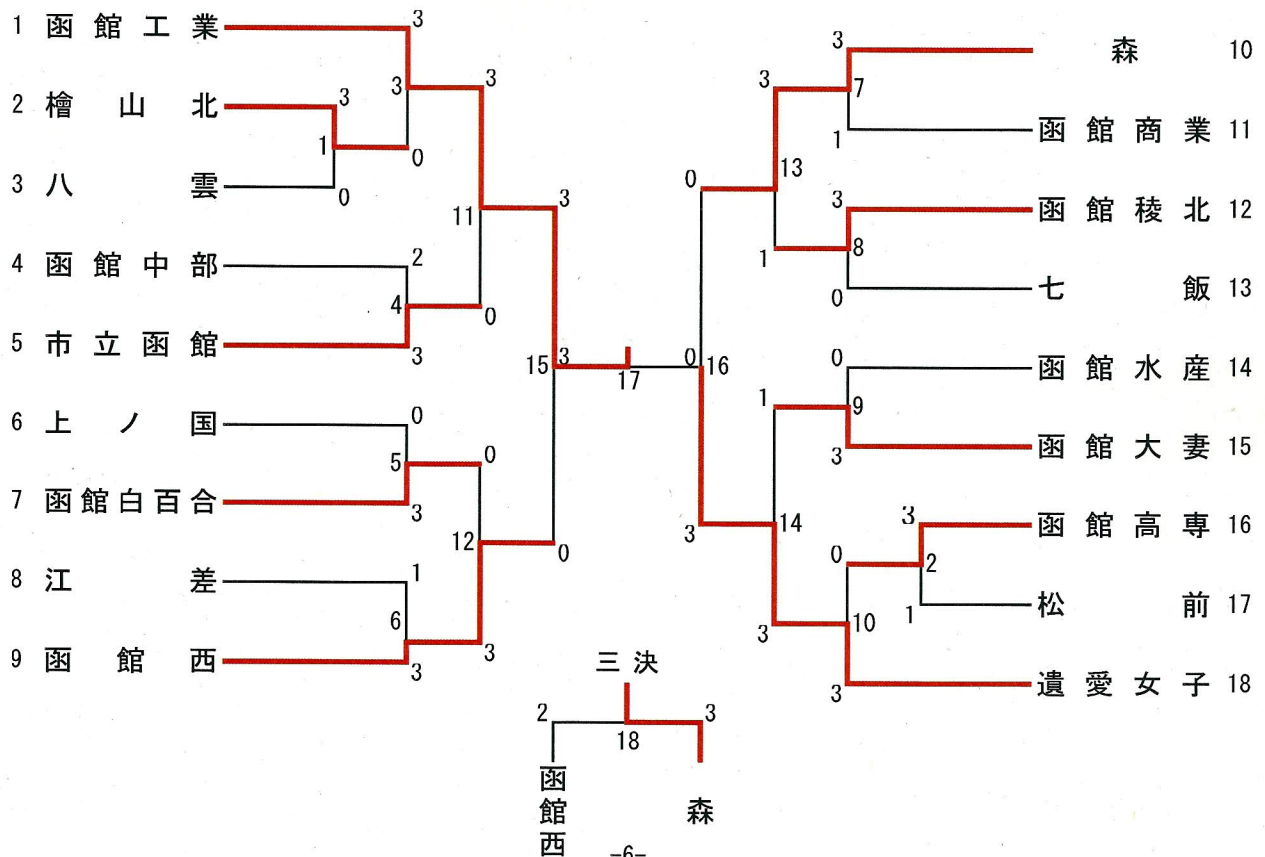 1 函館工業
2 檜山北
3 八雲
4 函館中部
5 市立函館
6 上ノ国
7 函館白百合
8 江差
9 函館西
3
3
3
3
1
0
0
11
3
2
4
0
3
15
3
17
0
5
0
3
12
0
1
6
3
3
森 10
函館商業 11
函館稜北 12
七飯 13
函館水産 14
函館大妻 15
函館高専 16
松前 17
遺愛女子 18
3
3
7
1
0
13
3
1
8
0
0
16
0
1
9
3
3
14
3
0
2
1
3
10
3
三決
2
3
18
函館西
森
-6-